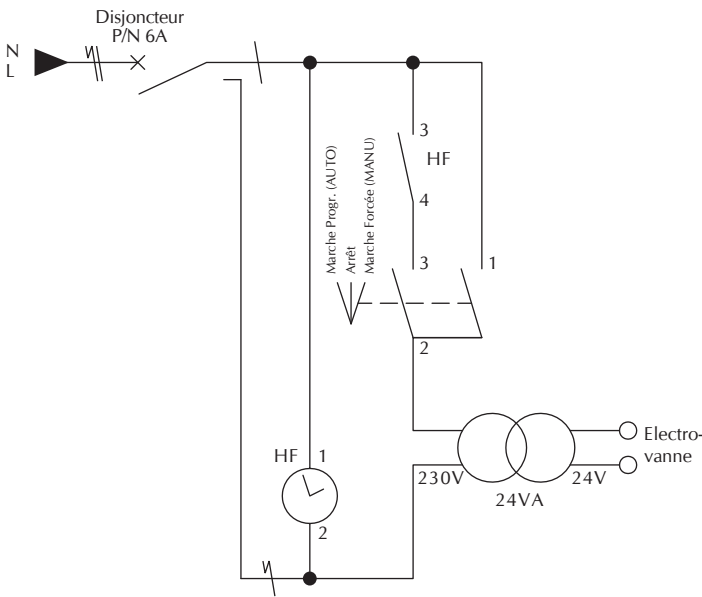 Disjoncteur
P/N 6A
N
L
3
HF
4
Marche Progr. (AUTO)
Arrêt
Marche Forcée (MANU)
3
1
2
HF
1
2
230V
24VA
24V
Electro-
vanne